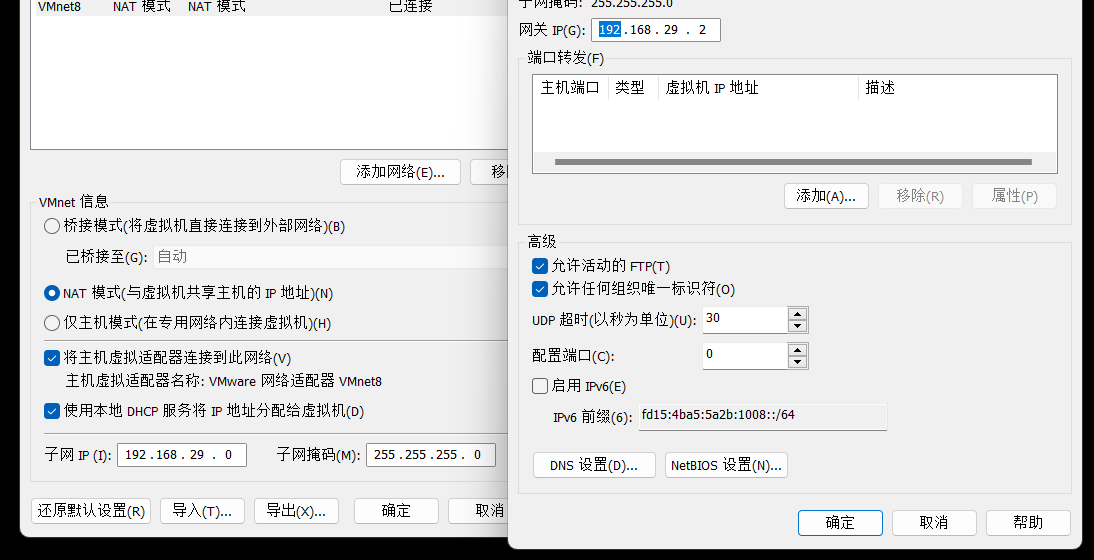 VMnet8 NAT 模式 NAT 模式 已连接
添加网络(E)...
VMnet 信息
桥接模式(将虚拟机直接连接到外部网络)(B)
已桥接至(G): 自动
NAT 模式(与虚拟机共享主机的 IP 地址)(N)
仅主机模式(在专用网络内连接虚拟机)(H)
将主机虚拟适配器连接到此网络(V)
主机虚拟适配器名称: VMware 网络适配器 VMnet8
使用本地 DHCP 服务将 IP 地址分配给虚拟机(D)
子网 IP (I): 192.168.29.0 子网掩码(M): 255.255.255.0
还原默认设置(R) 导入(T)... 导出(X)... 确定 取消
子网掩码: 255.255.255.0
网关 IP(G): 192.168.29.2
端口转发(F)
主机端口 类型 虚拟机 IP 地址 描述
添加(A)... 移除(R) 属性(P)
高级
允许活动的 FTP(T)
允许任何组织唯一标识符(O)
UDP 超时(以秒为单位)(U): 30
配置端口(C): 0
启用 IPv6(E)
IPv6 前缀(6): fd15:4ba5:5a2b:1008::/64
DNS 设置(D)... NetBIOS 设置(N)...
确定 取消 帮助